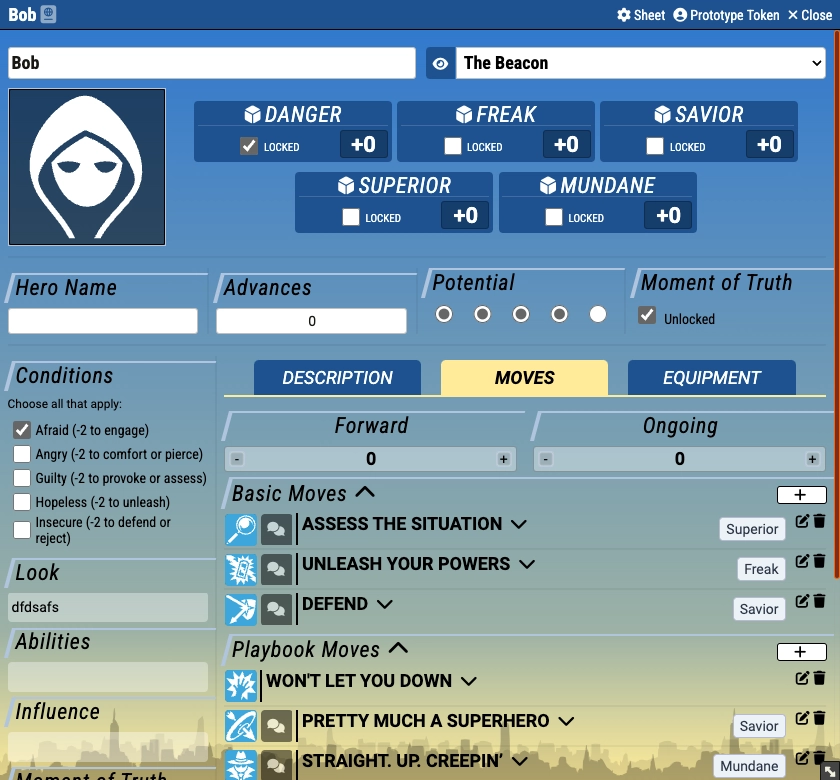 Bob
Sheet Prototype Token Close
Bob
The Beacon
DANGER
LOCKED +0
FREAK
LOCKED +0
SAVIOR
LOCKED +0
SUPERIOR
LOCKED +0
MUNDANE
LOCKED +0
Hero Name
Advances
0
Potential
Moment of Truth
Unlocked
Conditions
Choose all that apply:
Afraid (-2 to engage)
Angry (-2 to comfort or pierce)
Guilty (-2 to provoke or assess)
Hopeless (-2 to unleash)
Insecure (-2 to defend or
reject)
Look
dfdsafs
Abilities
Influence
Moment of Truth
DESCRIPTION
MOVES
EQUIPMENT
Forward
- 0 +
Ongoing
- 0 +
Basic Moves +
ASSESS THE SITUATION Superior
UNLEASH YOUR POWERS Freak
DEFEND Savior
Playbook Moves +
WON'T LET YOU DOWN
PRETTY MUCH A SUPERHERO Savior
STRAIGHT. UP. CREEPIN’ Mundane